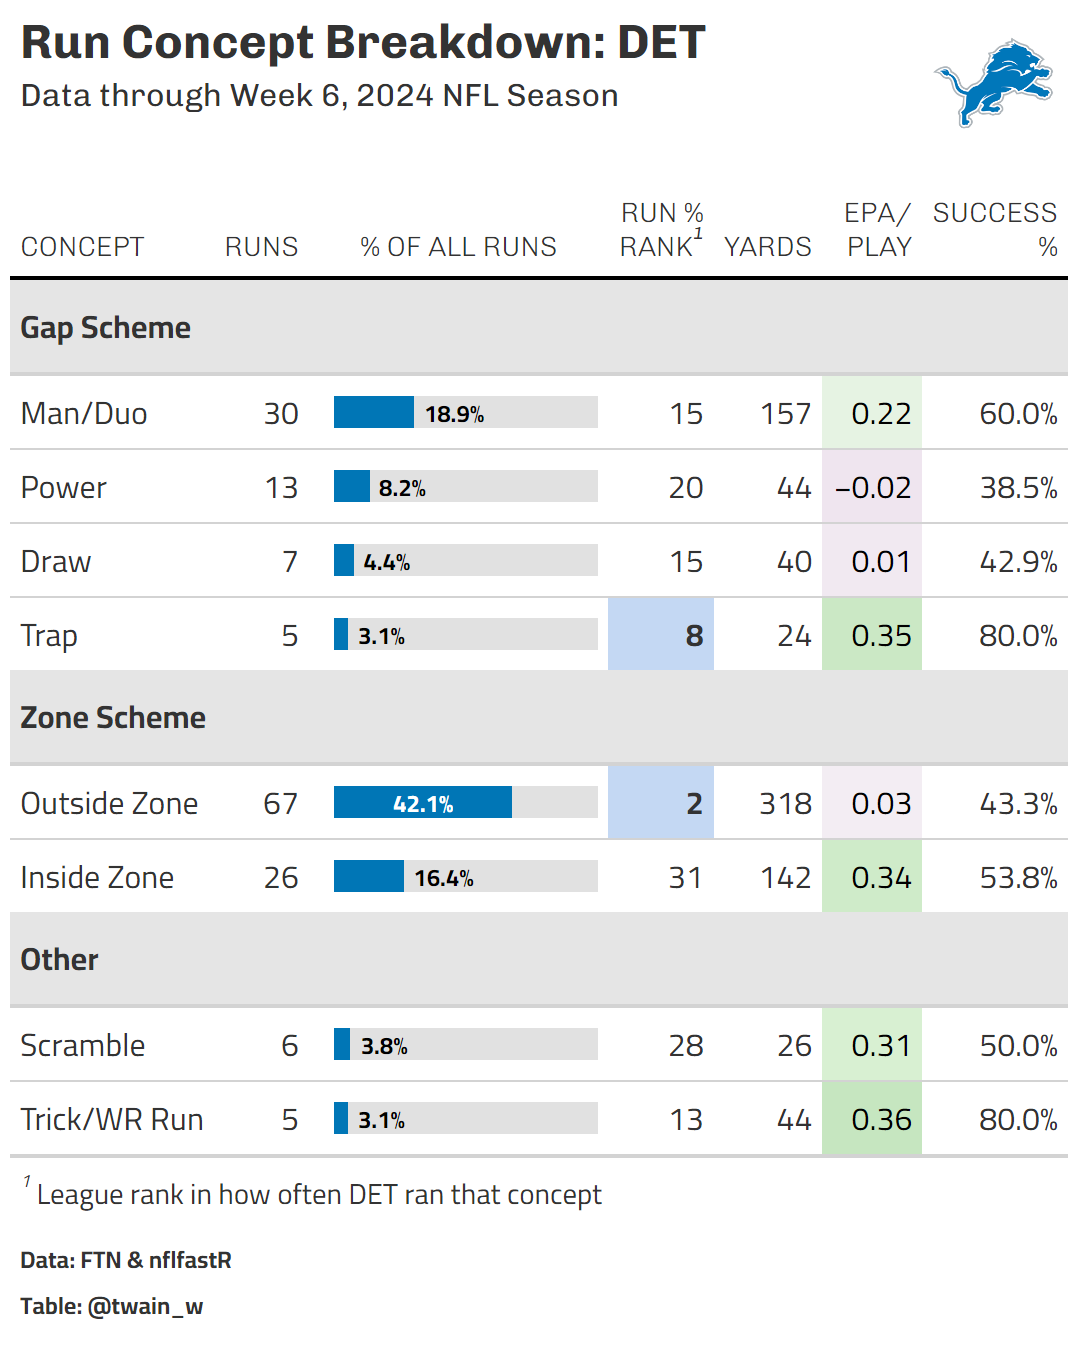 Run Concept Breakdown: DET
Data through Week 6, 2024 NFL Season
CONCEPT RUNS % OF ALL RUNS RUN % RANK1 YARDS EPA/ PLAY SUCCESS %
Gap Scheme
Man/Duo 30 18.9% 15 157 0.22 60.0%
Power 13 8.2% 20 44 −0.02 38.5%
Draw 7 4.4% 15 40 0.01 42.9%
Trap 5 3.1% 8 24 0.35 80.0%
Zone Scheme
Outside Zone 67 42.1% 2 318 0.03 43.3%
Inside Zone 26 16.4% 31 142 0.34 53.8%
Other
Scramble 6 3.8% 28 26 0.31 50.0%
Trick/WR Run 5 3.1% 13 44 0.36 80.0%
1 League rank in how often DET ran that concept
Data: FTN & nflfastR
Table: @twain_w